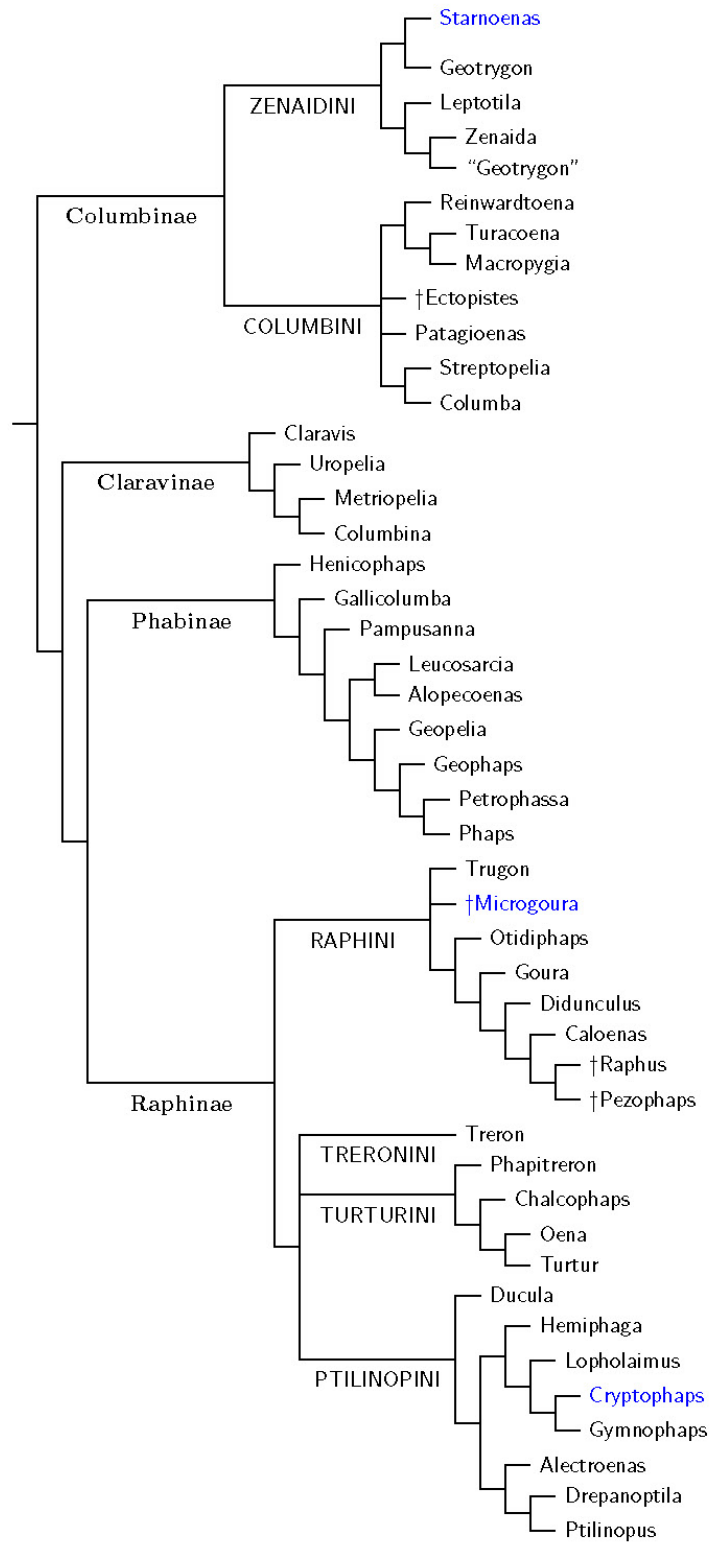 Starnoenas
Geotrygon
ZENAIDINI
Leptotila
Zenaida
“Geotrygon”
Columbinae
Reinwardtoena
Turacoena
Macropygia
†Ectopistes
COLUMBINI
Patagioenas
Streptopelia
Columba
Claravis
Uropelia
Claravinae
Metriopelia
Columbina
Henicophaps
Gallicolumba
Phabinae
Pampusanna
Leucosarcia
Alopecoenas
Geopelia
Geophaps
Petrophassa
Phaps
Trugon
†Microgoura
RAPHINI
Otidiphaps
Goura
Didunculus
Caloenas
†Raphus
†Pezophaps
Raphinae
Treron
TRERONINI
Phapitreron
Chalcophaps
TURTURINI
Oena
Turtur
Ducula
Hemiphaga
Lopholaimus
PTILINOPINI
Cryptophaps
Gymnophaps
Alectroenas
Drepanoptila
Ptilinopus